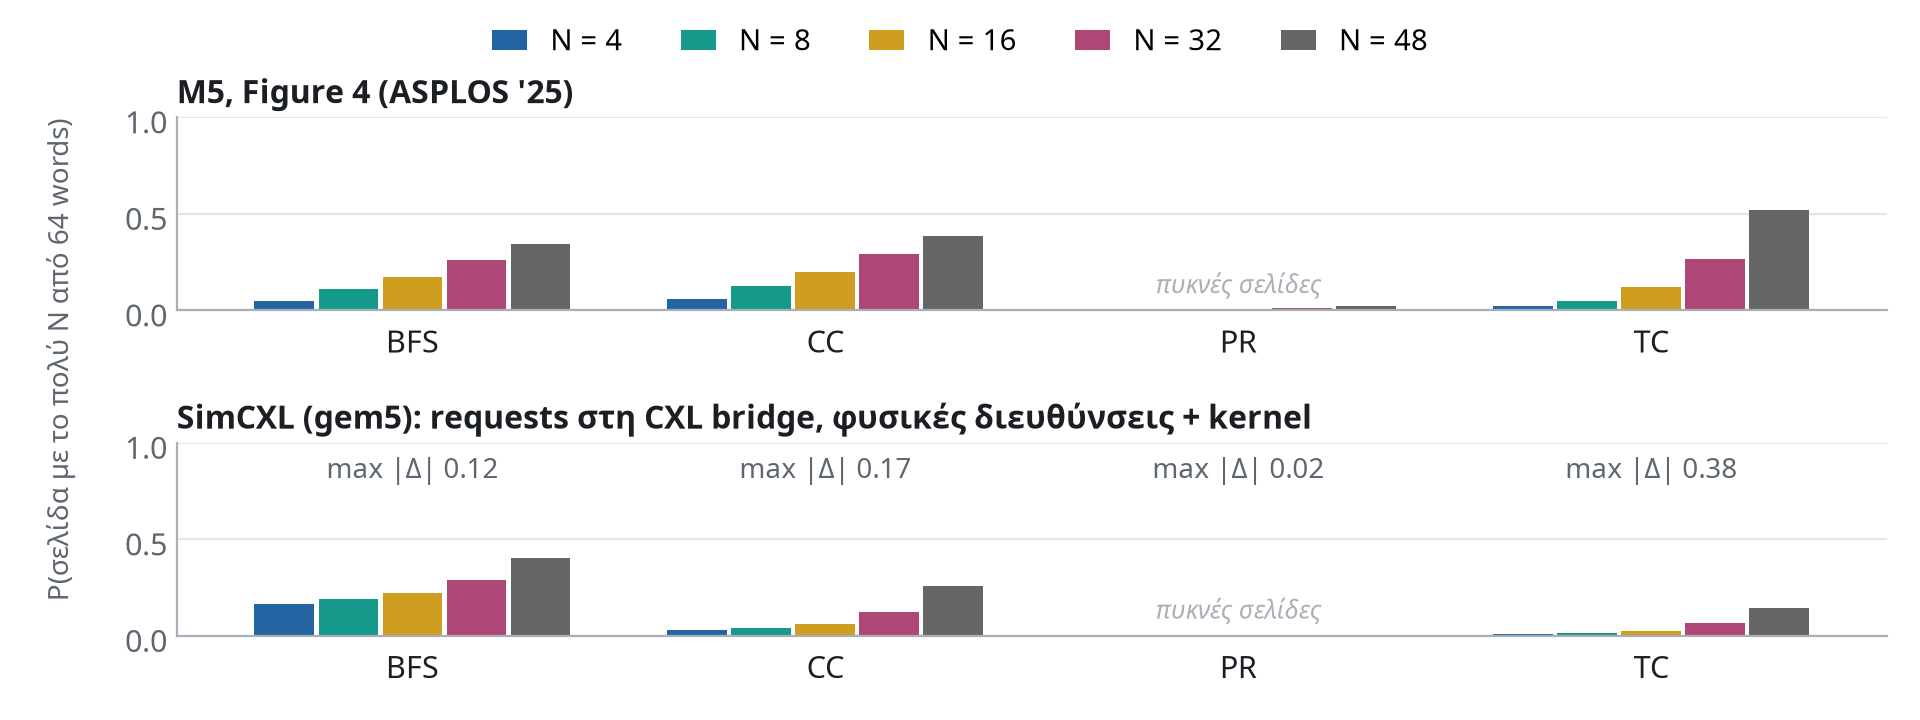 N = 4 N = 8 N = 16 N = 32 N = 48
M5, Figure 4 (ASPLOS '25)
P(σελίδα με το πολύ N από 64 words)
1.0
0.5
πυκνές σελίδες
0.0
BFS CC PR TC
SimCXL (gem5): requests στη CXL bridge, φυσικές διευθύνσεις + kernel
1.0
max |Δ| 0.12 max |Δ| 0.17 max |Δ| 0.02 max |Δ| 0.38
0.5
πυκνές σελίδες
0.0
BFS CC PR TC